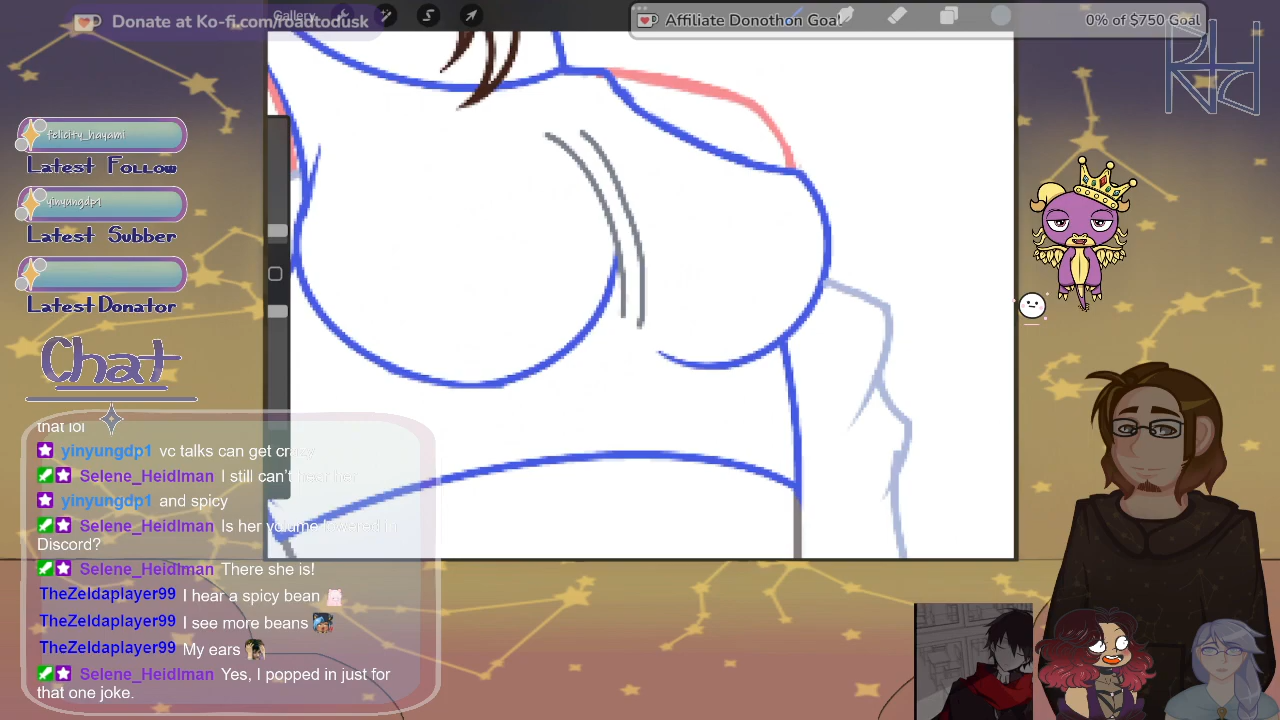 Donate at Ko-fi.com/roadtodusk
Gallery
Affiliate Donothon Goal
0% of $750 Goal
felicity_hayami
Latest Follow
yinyungdp1
Latest Subber
Latest Donator
Chat
that lol
yinyungdp1 vc talks can get crazy
Selene_Heidlman I still can't hear her
yinyungdp1 and spicy
Selene_Heidlman Is her volume lowered in
Discord?
Selene_Heidlman There she is!
TheZeldaplayer99 I hear a spicy bean
TheZeldaplayer99 I see more beans
TheZeldaplayer99 My ears
Selene_Heidlman Yes, I popped in just for
that one joke.